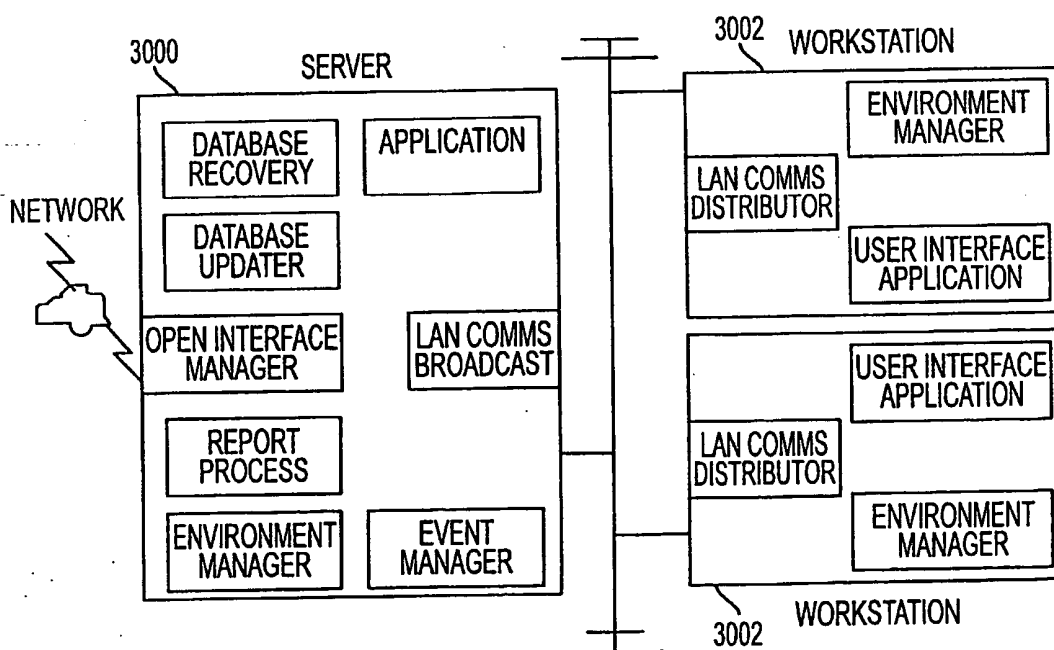 3000
SERVER
DATABASE
RECOVERY
APPLICATION
NETWORK
DATABASE
UPDATER
OPEN INTERFACE
MANAGER
LAN COMMS
BROADCAST
REPORT
PROCESS
ENVIRONMENT
MANAGER
EVENT
MANAGER
3002
WORKSTATION
ENVIRONMENT
MANAGER
LAN COMMS
DISTRIBUTOR
USER INTERFACE
APPLICATION
USER INTERFACE
APPLICATION
LAN COMMS
DISTRIBUTOR
ENVIRONMENT
MANAGER
3002
WORKSTATION